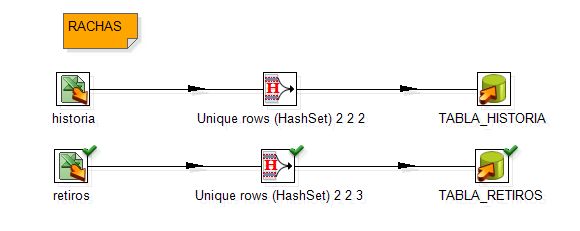 RACHAS
historia
Unique rows (HashSet) 2 2 2
TABLA_HISTORIA
retiros
Unique rows (HashSet) 2 2 3
TABLA_RETIROS